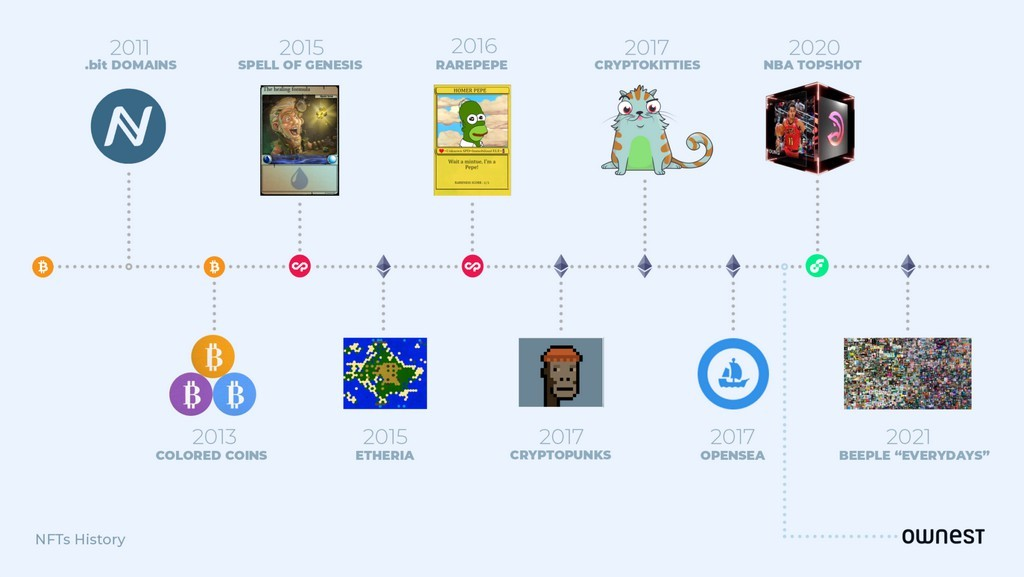 2011
.bit DOMAINS
2015
SPELL OF GENESIS
2016
RAREPEPE
2017
CRYPTOKITTIES
2020
NBA TOPSHOT
The healing formula
HOMER PEPE
Wait a mintue, I'm a
Pepe!
2013
COLORED COINS
2015
ETHERIA
2017
CRYPTOPUNKS
2017
OPENSEA
2021
BEEPLE “EVERYDAYS”
NFTs History
OWNEST